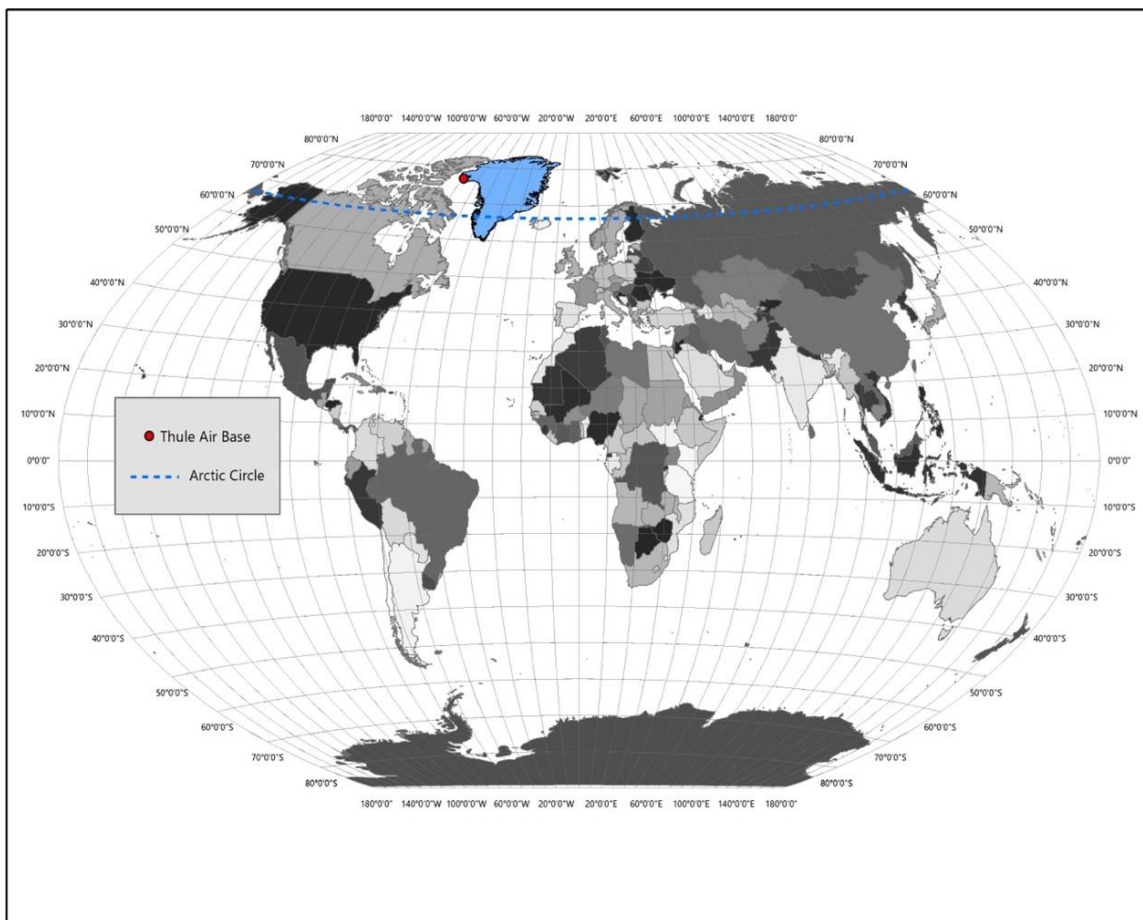 180°0'0" 140°0'0"W 100°0'0"W 60°0'0"W 20°0'0"W 20°0'0"E 60°0'0"E 100°0'0"E 140°0'0"E 180°0'0"
80°0'0"N 80°0'0"N
70°0'0"N 70°0'0"N
60°0'0"N 60°0'0"N
50°0'0"N 50°0'0"N
40°0'0"N 40°0'0"N
30°0'0"N 30°0'0"N
20°0'0"N 20°0'0"N
10°0'0"N 10°0'0"N
Thule Air Base
0°0'0" 0°0'0"
Arctic Circle
10°0'0"S 10°0'0"S
20°0'0"S 20°0'0"S
30°0'0"S 30°0'0"S
40°0'0"S 40°0'0"S
50°0'0"S 50°0'0"S
60°0'0"S 60°0'0"S
70°0'0"S 70°0'0"S
80°0'0"S 80°0'0"S
180°0'0" 140°0'0"W 100°0'0"W 60°0'0"W 20°0'0"W 20°0'0"E 60°0'0"E 100°0'0"E 140°0'0"E 180°0'0"